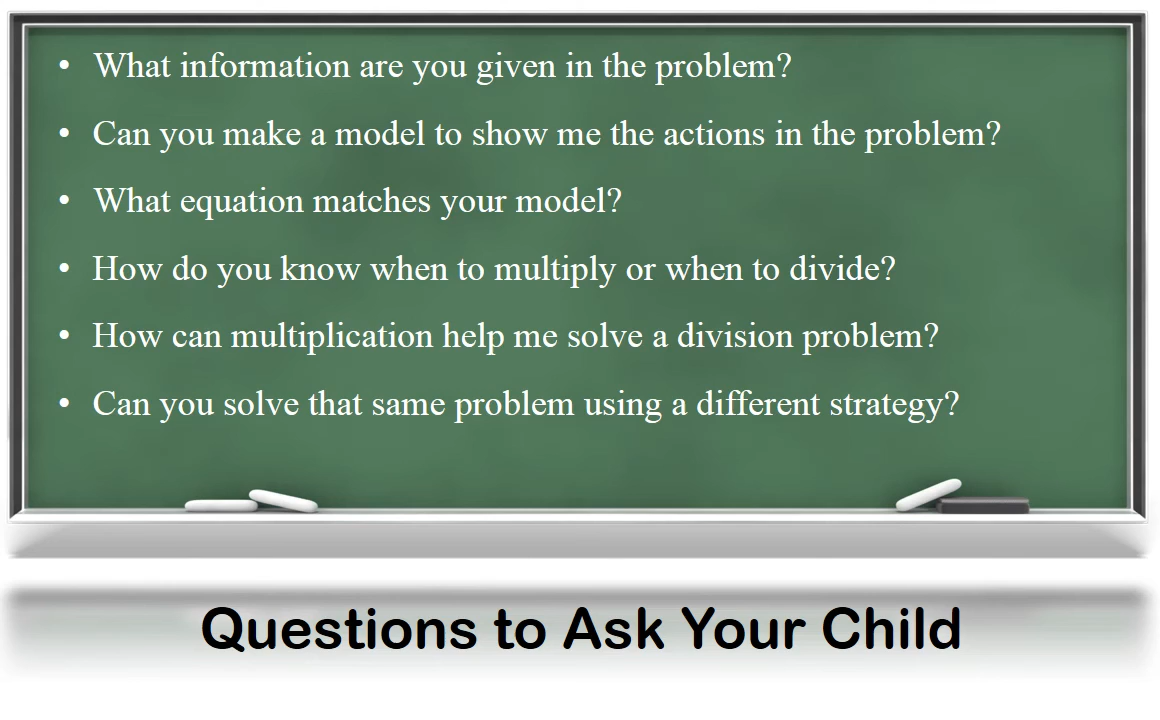 • What information are you given in the problem?
• Can you make a model to show me the actions in the problem?
• What equation matches your model?
• How do you know when to multiply or when to divide?
• How can multiplication help me solve a division problem?
• Can you solve that same problem using a different strategy?
Questions to Ask Your Child